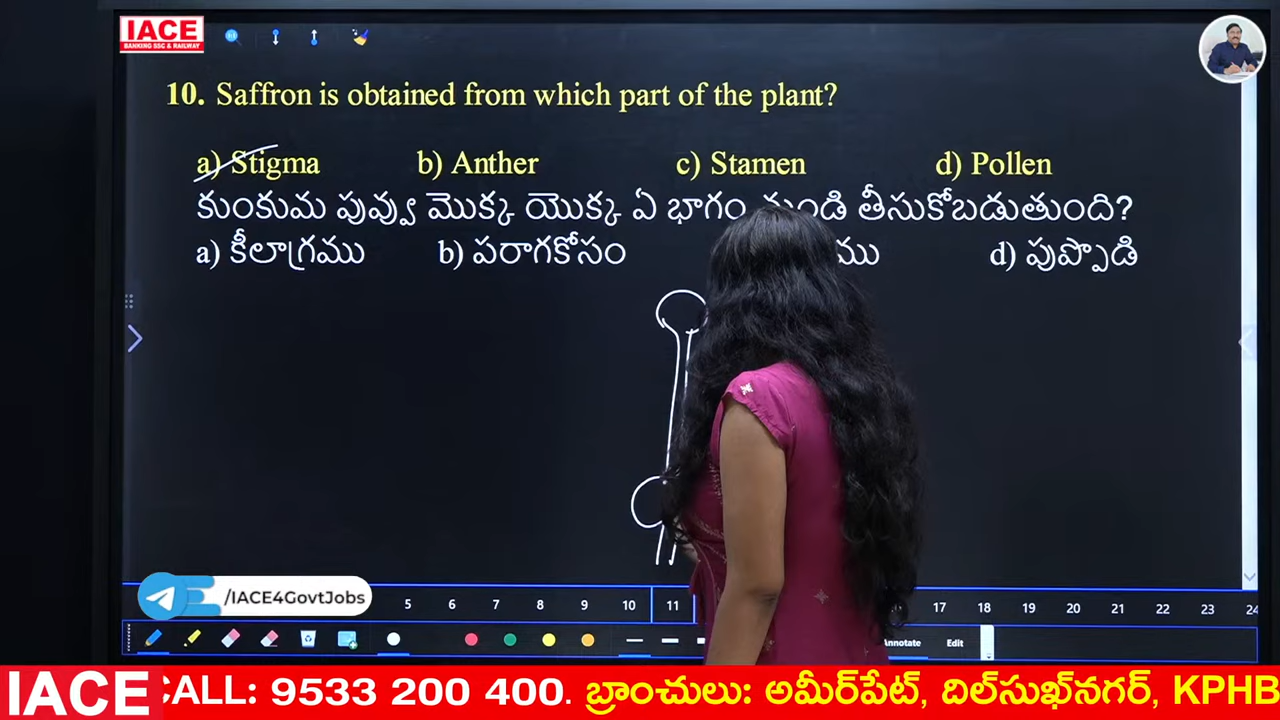 IACE
BANKING SSC & RAILWAY
10. Saffron is obtained from which part of the plant?
a) Stigma b) Anther c) Stamen d) Pollen
కుంకుమ పువ్వు మొక్క యొక్క ఏ భాగం నుండి తీసుకోబడుతుంది?
a) కీలాగ్రము b) పరాగకోసం ము d) పుప్పొడి
/IACE4GovtJobs
5 6 7 8 9 10 11 17 18 19 20 21 22 23 24
Annotate Edit
IACE CALL: 9533 200 400. బ్రాంచులు: అమీర్‌పేట్, దిల్‌సుఖ్‌నగర్, KPHB